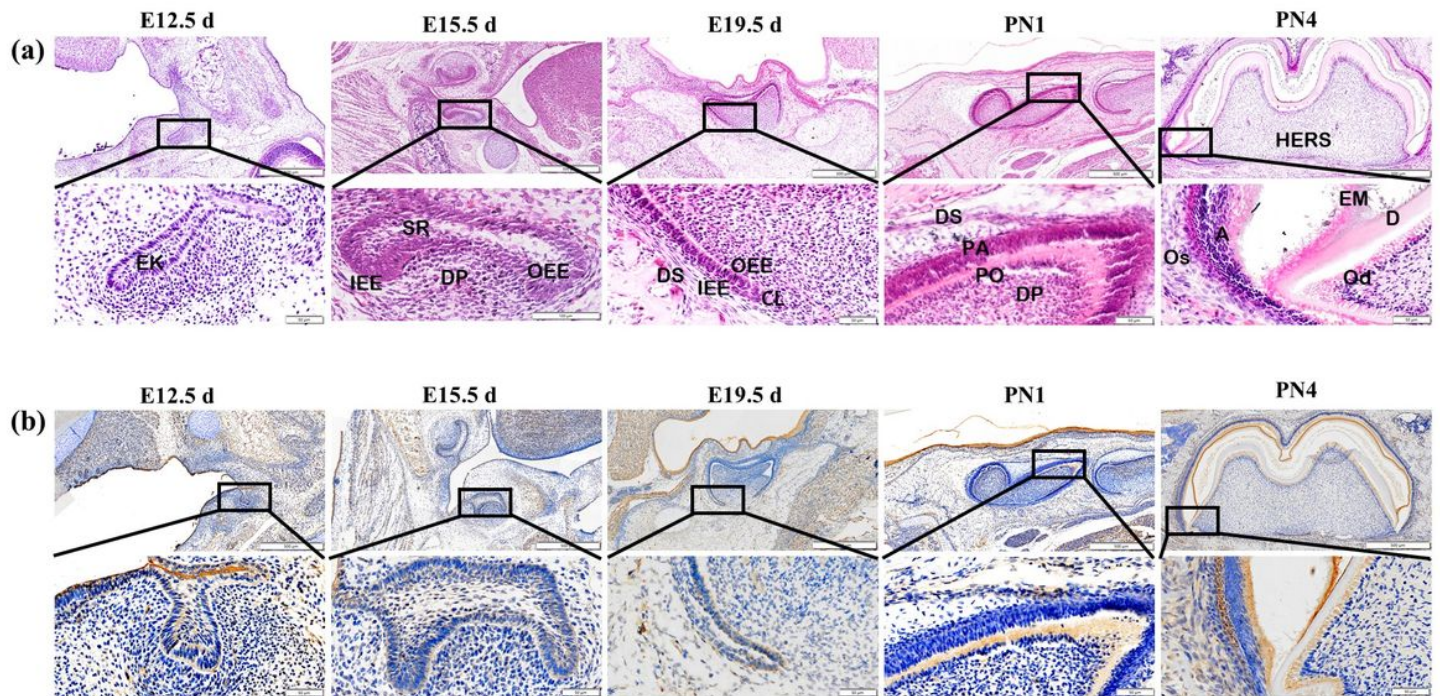 E12.5 d E15.5 d E19.5 d PN1 PN4
(a)
HERS
EK
SR
IEE DP OEE
OEE
DS IEE CL
DS
PA
PO
DP
EM
D
A
Os
Od
E12.5 d E15.5 d E19.5 d PN1 PN4
(b)